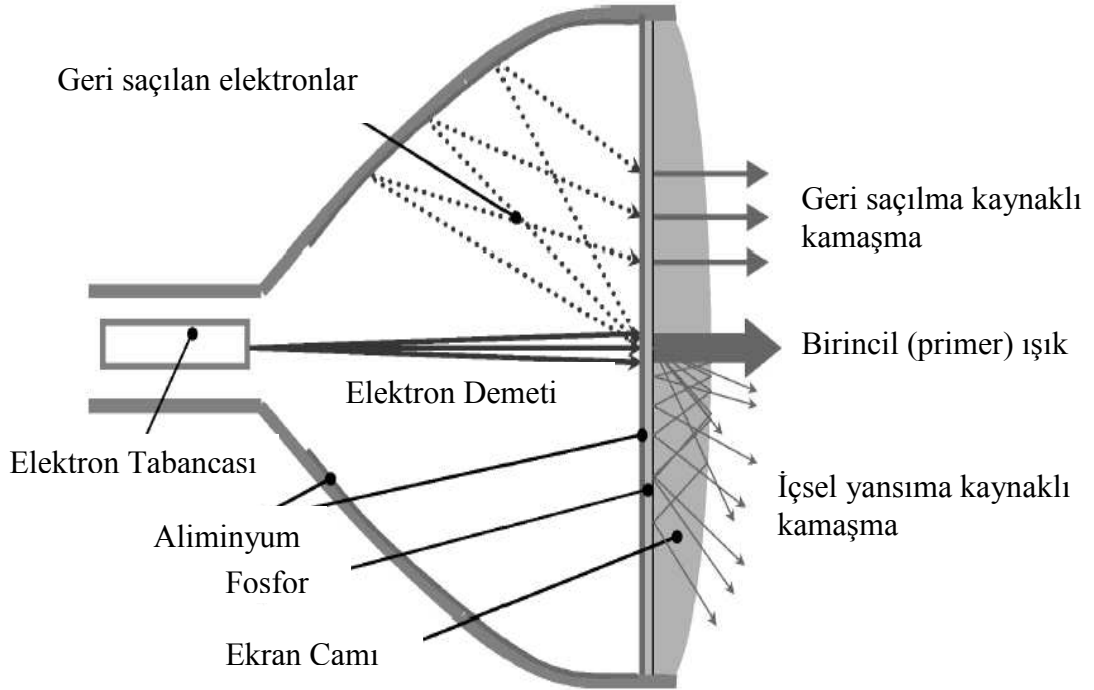 Geri saçılan elektronlar
Geri saçılma kaynaklı
kamaşma
Birincil (primer) ışık
Elektron Demeti
Elektron Tabancası
İçsel yansıma kaynaklı
kamaşma
Aliminyum
Fosfor
Ekran Camı